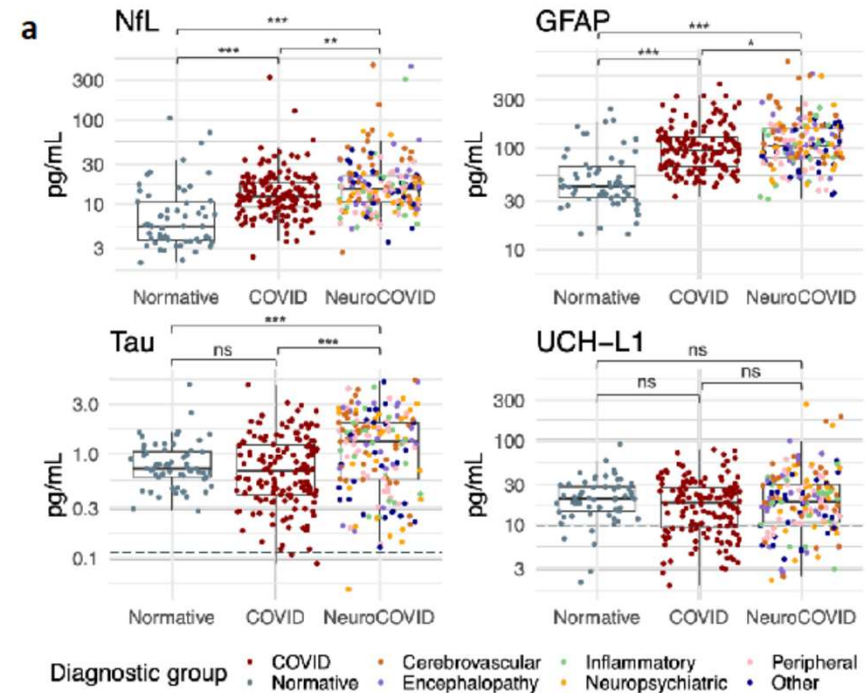 a
NfL
***
***
**
pg/mL
300
100
30
10
3
Normative COVID NeuroCOVID
GFAP
***
***
*
pg/mL
300
100
30
10
Normative COVID NeuroCOVID
Tau
***
ns
***
pg/mL
3.0
1.0
0.3
0.1
Normative COVID NeuroCOVID
UCH-L1
ns
ns
ns
pg/mL
300
100
30
10
3
Normative COVID NeuroCOVID
Diagnostic group
COVID Cerebrovascular Inflammatory Peripheral
Normative Encephalopathy Neuropsychiatric Other